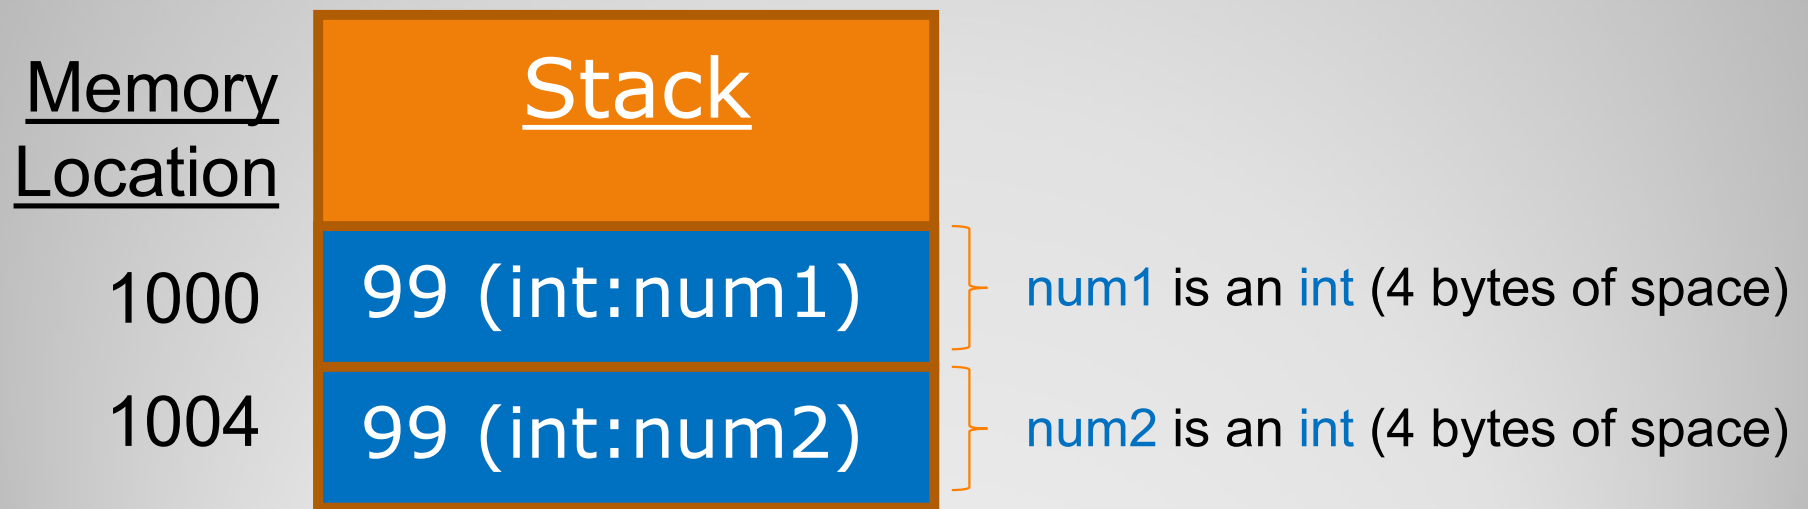 Memory
Location
Stack
1000
99 (int:num1)
num1 is an int (4 bytes of space)
1004
99 (int:num2)
num2 is an int (4 bytes of space)